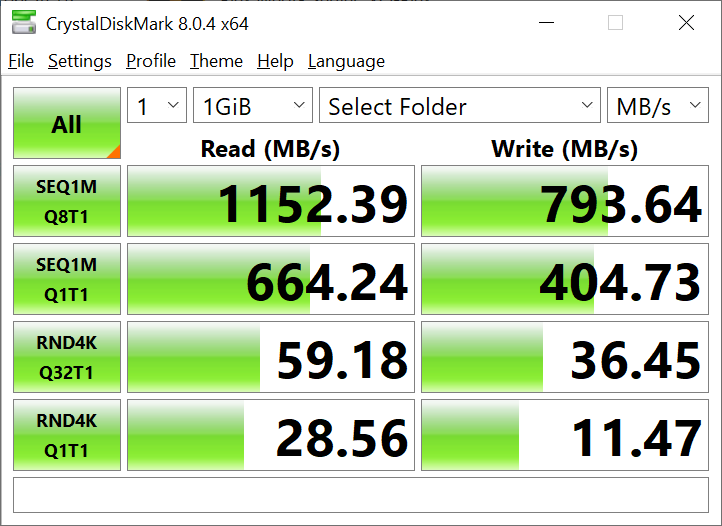 CrystalDiskMark 8.0.4 x64
File Settings Profile Theme Help Language
All 1 1GiB Select Folder MB/s
Read (MB/s) Write (MB/s)
SEQ1M
Q8T1
1152.39 793.64
SEQ1M
Q1T1
664.24 404.73
RND4K
Q32T1
59.18 36.45
RND4K
Q1T1
28.56 11.47